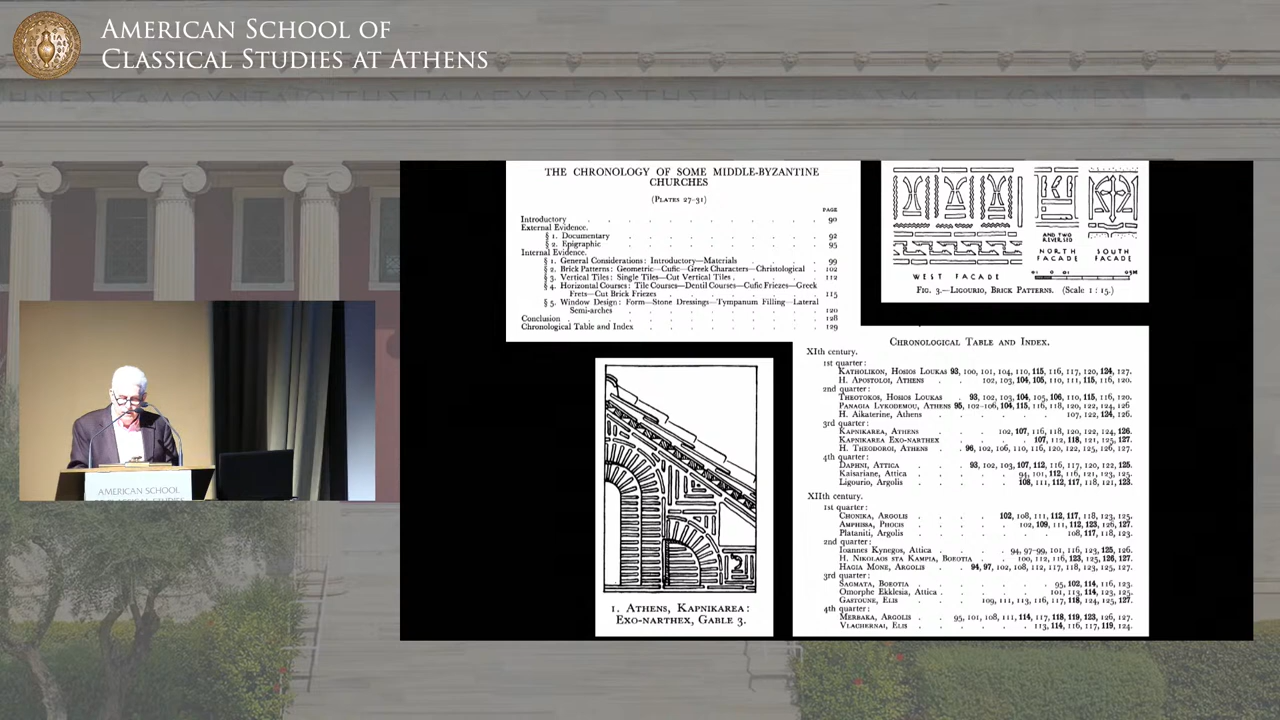 AMERICAN SCHOOL OF
CLASSICAL STUDIES AT ATHENS
THE CHRONOLOGY OF SOME MIDDLE-BYZANTINE
CHURCHES
(PLATES 27-31)
PAGE
Introductory . . . . . . . . . . 90
External Evidence.
§ 1. Documentary . . . . . . . . 92
§ 2. Epigraphic . . . . . . . . 95
Internal Evidence.
§ 1. General Considerations: Introductory—Materials . . . 99
§ 2. Brick Patterns: Geometric—Cufic—Greek Characters—Christological . 102
§ 3. Vertical Tiles: Single Tiles—Cut Vertical Tiles . . . . 112
§ 4. Horizontal Courses: Tile Courses—Dentil Courses—Cufic Friezes—Greek
Frets—Cut Brick Friezes . . . . . . 115
§ 5. Window Design: Form—Stone Dressings—Tympanum Filling—Lateral
Semi-arches . . . . . . . . 120
Conclusion . . . . . . . . . . 128
Chronological Table and Index . . . . . . . 129
AND TWO
REVERSED
NORTH
FACADE
SOUTH
FACADE
WEST FACADE
FIG. 3.—LIGOURIO, BRICK PATTERNS. (Scale 1 : 15.)
1. ATHENS, KAPNIKAREA:
EXO-NARTHEX, GABLE 3.
CHRONOLOGICAL TABLE AND INDEX.
XIth century.
1st quarter:
KATHOLIKON, HOSIOS LOUKAS 93, 100, 101, 104, 110, 115, 116, 117, 120, 124, 127.
H. APOSTOLOI, ATHENS . . 102, 103, 104, 105, 110, 111, 115, 116, 120.
2nd quarter:
THEOTOKOS, HOSIOS LOUKAS . 93, 102, 103, 104, 105, 106, 110, 115, 116, 120.
PANAGIA LYKODEMOU, ATHENS 95, 102-106, 104, 115, 116, 118, 120, 122, 124, 126
H. Aikaterine, Athens . . . . 107, 122, 124, 126.
3rd quarter:
KAPNIKAREA, ATHENS . . . 102, 107, 116, 118, 120, 122, 124, 126.
KAPNIKAREA EXO-NARTHEX . . . 107, 112, 118, 121, 125, 127.
H. THEODOROI, ATHENS . 96, 102, 106, 110, 116, 120, 122, 125, 126, 127.
4th quarter:
DAPHNI, ATTICA . . . 93, 102, 103, 107, 112, 116, 117, 120, 122, 125.
Kaisariane, Attica . . . . 94, 101, 112, 116, 121, 123, 125.
LIGOURIO, ARGOLIS . . . 108, 111, 112, 117, 118, 121, 123.
XIIth century.
1st quarter:
CHONIKA, ARGOLIS . . . 102, 108, 111, 112, 117, 118, 123, 125.
AMPHISSA, PHOCIS . . . 102, 109, 111, 112, 123, 126, 127.
Plataniti, Argolis . . . . . 108, 117, 118, 123.
2nd quarter:
Ioannes Kynegos, Attica . . 94, 97-99, 101, 116, 123, 125, 126.
H. NIKOLAOS STA KAMPIA, BOEOTIA . 100, 112, 116, 123, 125, 126, 127.
HAGIA MONE, ARGOLIS . 94, 97, 102, 108, 112, 117, 118, 123, 125, 127.
3rd quarter:
SAGMATA, BOEOTIA . . . . 95, 102, 114, 116, 123.
Omorphe Ekklesia, Attica . . . 101, 113, 114, 123, 125.
GASTOUNE, ELIS . . 109, 111, 113, 116, 117, 118, 124, 125, 127.
4th quarter:
MERBAKA, ARGOLIS . . 95, 101, 108, 111, 114, 117, 118, 119, 123, 126, 127.
VLACHERNAI, ELIS . . . . 113, 114, 116, 117, 119, 124.
AMERICAN SCHOOL